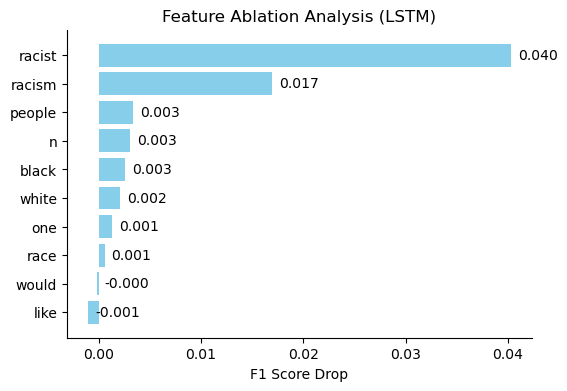 Feature Ablation Analysis (LSTM)
racist 0.040
racism 0.017
people 0.003
n 0.003
black 0.003
white 0.002
one 0.001
race 0.001
would -0.000
like -0.001
0.00 0.01 0.02 0.03 0.04
F1 Score Drop